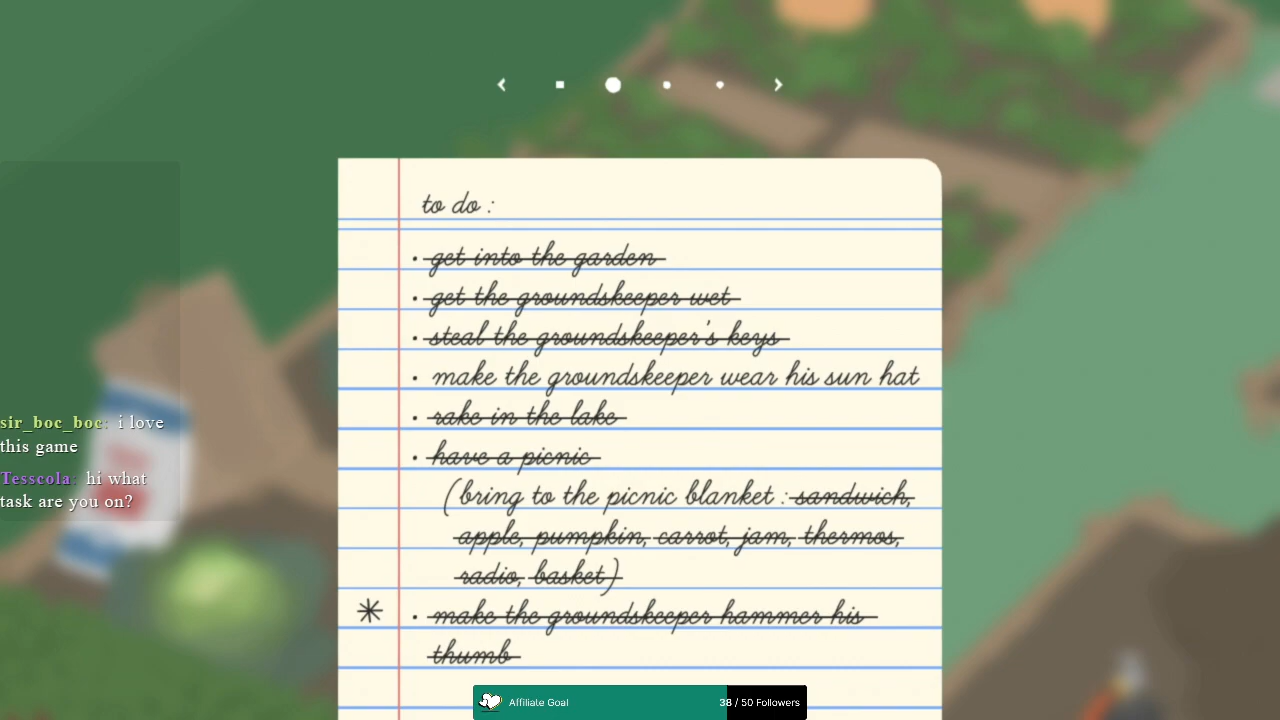 to do :
• get into the garden
• get the groundskeeper wet
• steal the groundskeeper's keys
• make the groundskeeper wear his sun hat
• rake in the lake
• have a picnic
(bring to the picnic blanket : sandwich,
apple, pumpkin, carrot, jam, thermos,
radio, basket)
• make the groundskeeper hammer his
thumb
sir_boc_boc: i love
this game
Tesscola: hi what
task are you on?
Affiliate Goal
38 / 50 Followers